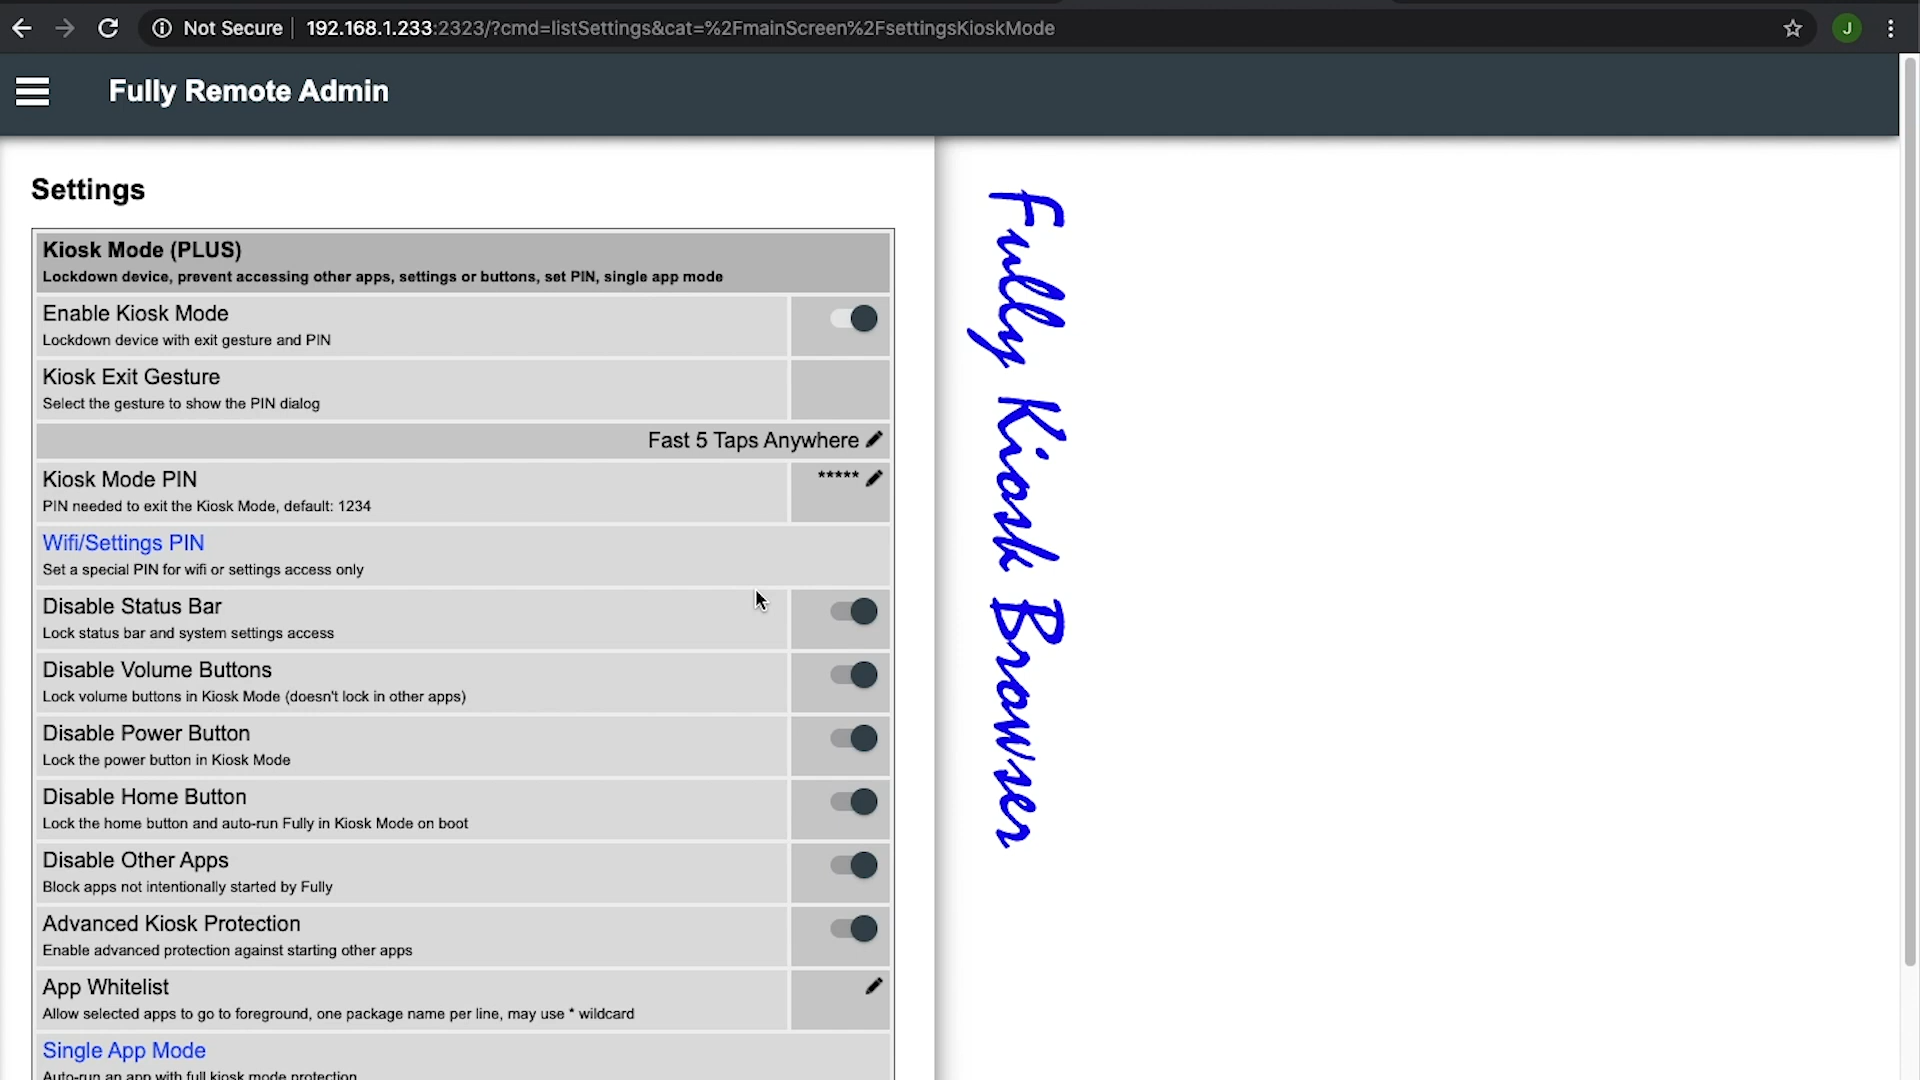 Not Secure 192.168.1.233:2323/?cmd=listSettings&cat=%2FmainScreen%2FsettingsKioskMode J
Fully Remote Admin
Settings
Kiosk Mode (PLUS)
Lockdown device, prevent accessing other apps, settings or buttons, set PIN, single app mode
Enable Kiosk Mode
Lockdown device with exit gesture and PIN
Kiosk Exit Gesture
Select the gesture to show the PIN dialog
Fast 5 Taps Anywhere
Kiosk Mode PIN *****
PIN needed to exit the Kiosk Mode, default: 1234
Wifi/Settings PIN
Set a special PIN for wifi or settings access only
Disable Status Bar
Lock status bar and system settings access
Disable Volume Buttons
Lock volume buttons in Kiosk Mode (doesn't lock in other apps)
Disable Power Button
Lock the power button in Kiosk Mode
Disable Home Button
Lock the home button and auto-run Fully in Kiosk Mode on boot
Disable Other Apps
Block apps not intentionally started by Fully
Advanced Kiosk Protection
Enable advanced protection against starting other apps
App Whitelist
Allow selected apps to go to foreground, one package name per line, may use * wildcard
Single App Mode
Auto-run an app with full kiosk mode protection
Fully Kiosk Browser